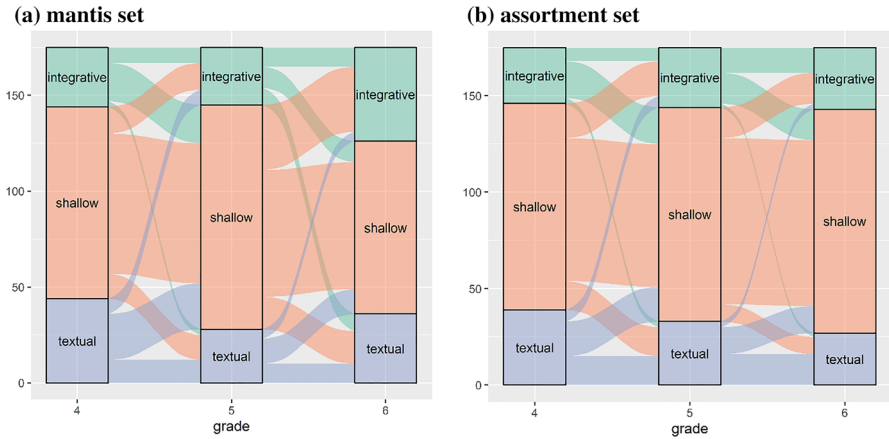 (a) mantis set
(b) assortment set
150
100
50
0
integrative
shallow
textual
integrative
shallow
textual
integrative
shallow
textual
4
5
6
grade
150
100
50
0
integrative
shallow
textual
integrative
shallow
textual
integrative
shallow
textual
4
5
6
grade